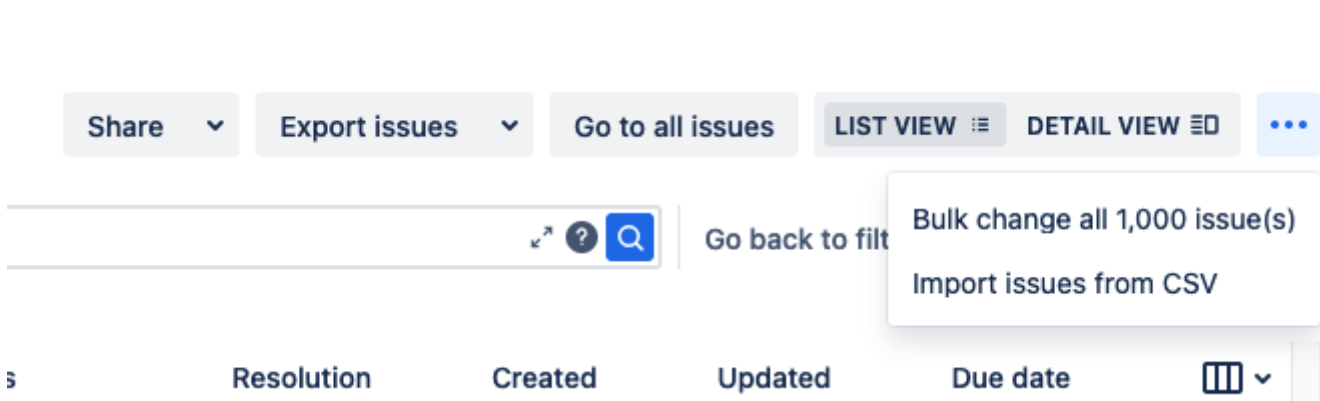 Share
Export issues
Go to all issues
LIST VIEW
DETAIL VIEW
Bulk change all 1,000 issue(s)
?
Go back to filt
Import issues from CSV
s
Resolution
Created
Updated
Due date